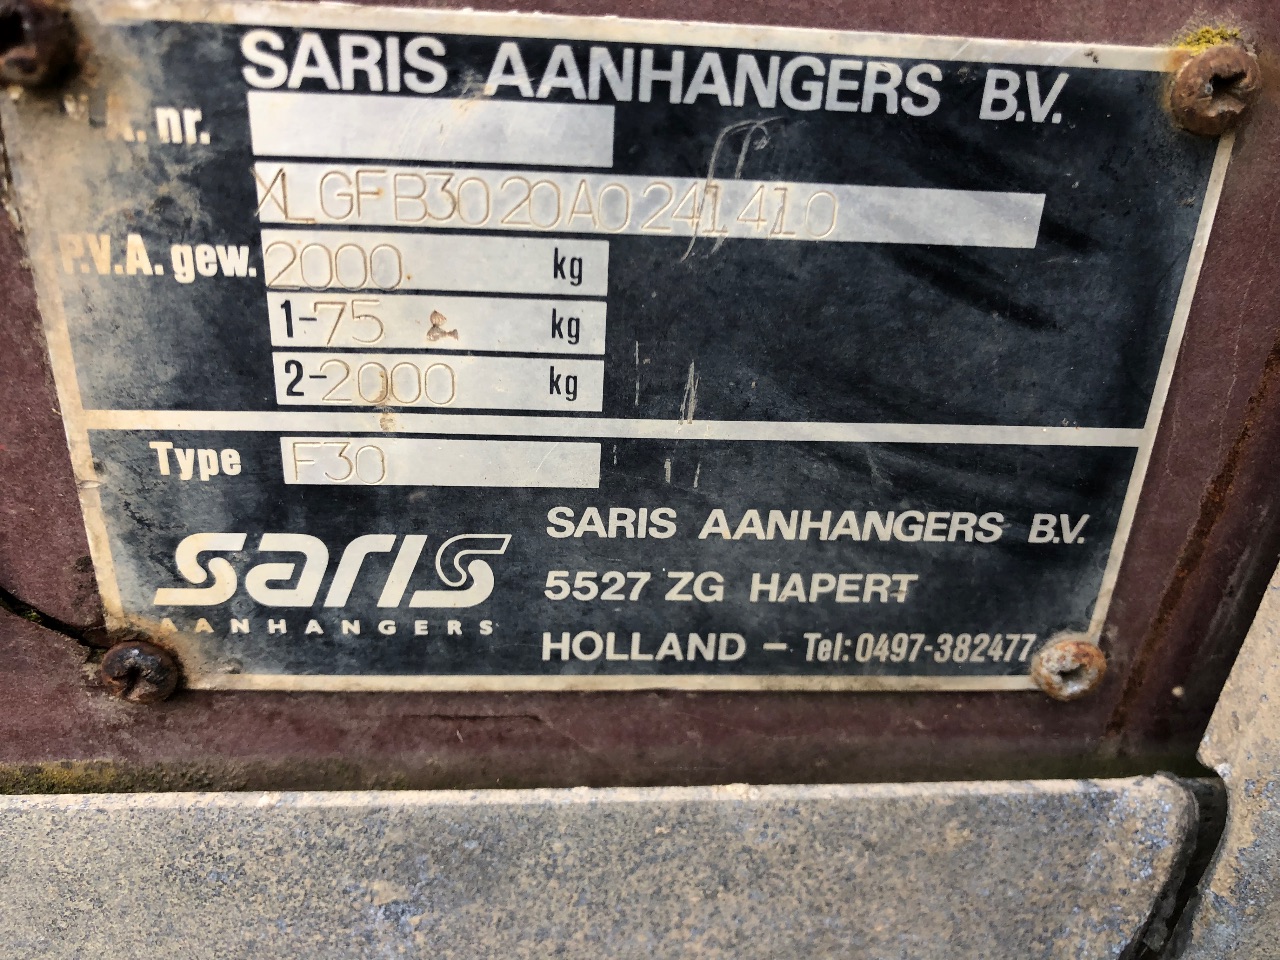 SARIS AANHANGERS B.V.
N.A. nr.
XLGFB3020A0241410
P.V.A. gew. 2000 kg
1-75 kg
2-2000 kg
Type F30
saris
AANHANGERS
SARIS AANHANGERS B.V.
5527 ZG HAPERT
HOLLAND – Tel: 0497-382477